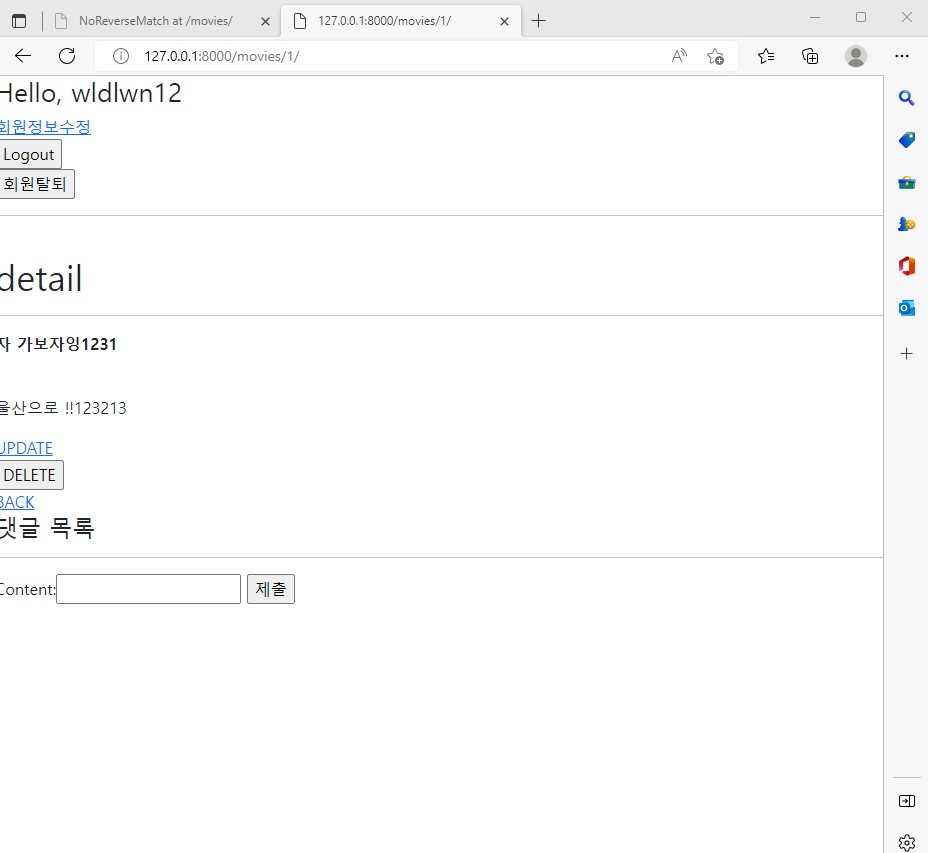 NoReverseMatch at /movies/
127.0.0.1:8000/movies/1/
127.0.0.1:8000/movies/1/
Hello, wldlwn12
회원정보수정
Logout
회원탈퇴
detail
자 가보자잉1231
울산으로 !!123213
UPDATE
DELETE
BACK
댓글 목록
Content:
제출